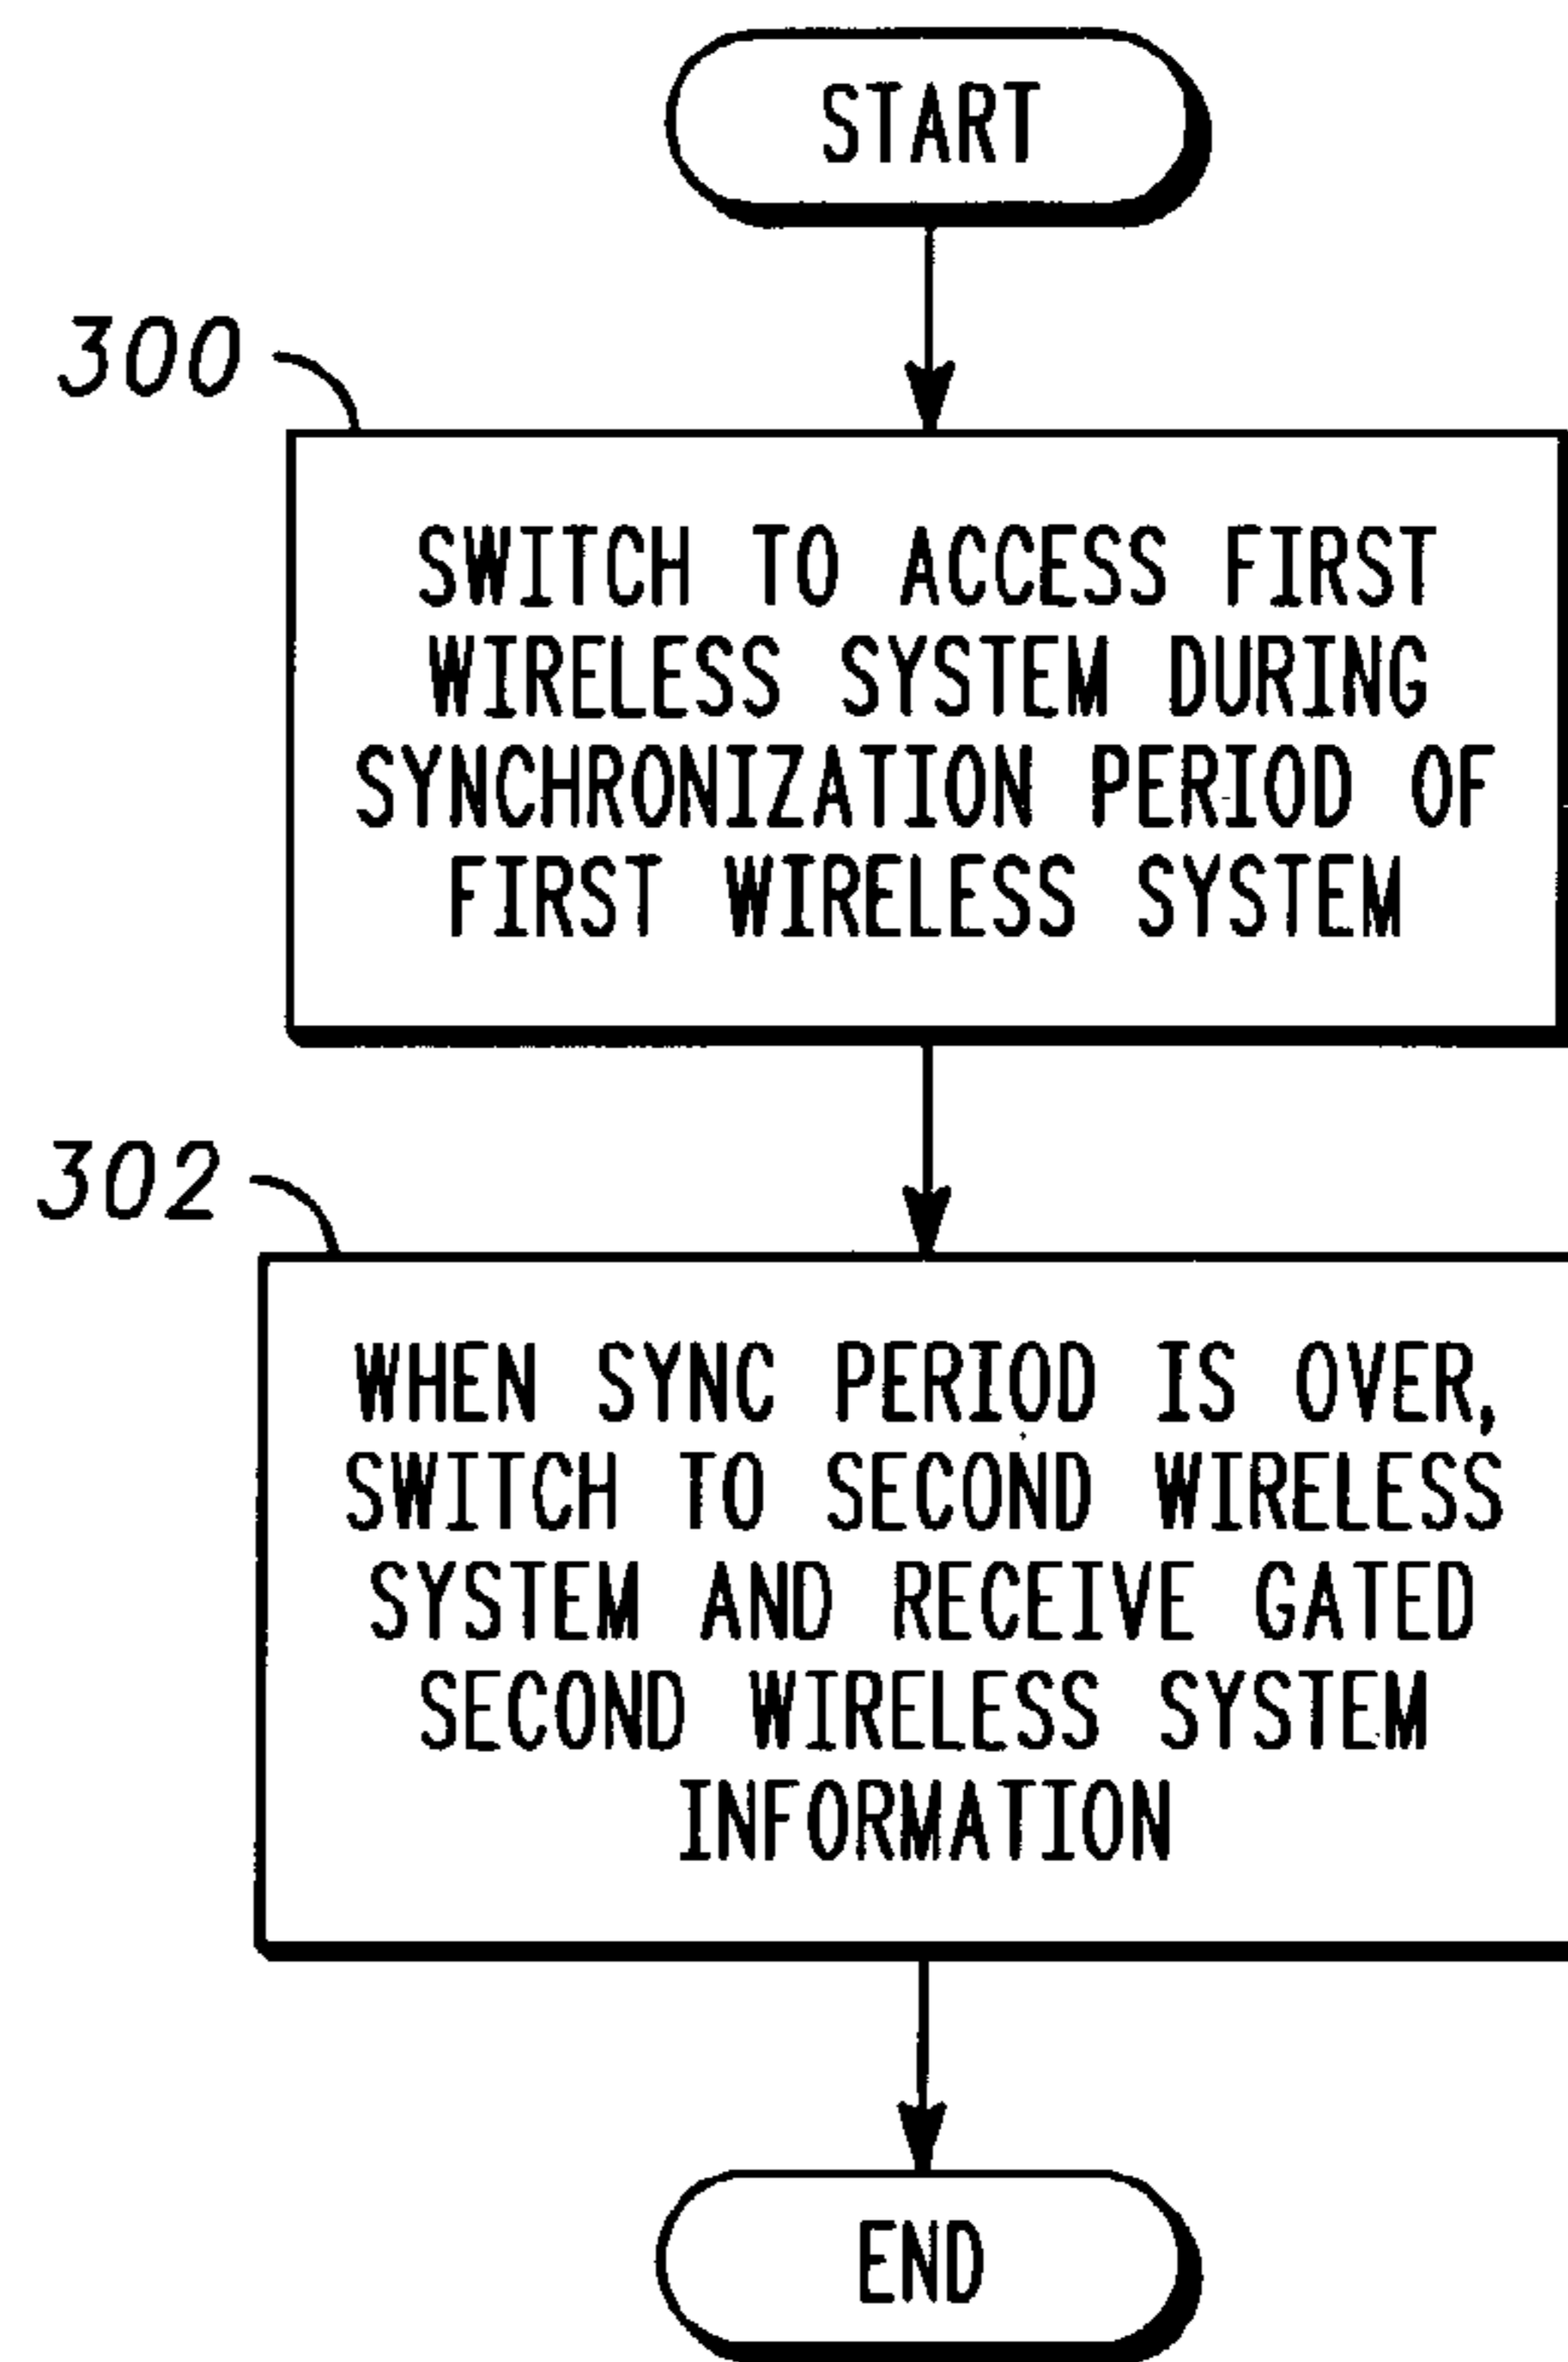 START
300
SWITCH TO ACCESS FIRST
WIRELESS SYSTEM DURING
SYNCHRONIZATION PERIOD OF
FIRST WIRELESS SYSTEM
302
WHEN SYNC PERIOD IS OVER,
SWITCH TO SECOND WIRELESS
SYSTEM AND RECEIVE GATED
SECOND WIRELESS SYSTEM
INFORMATION
END